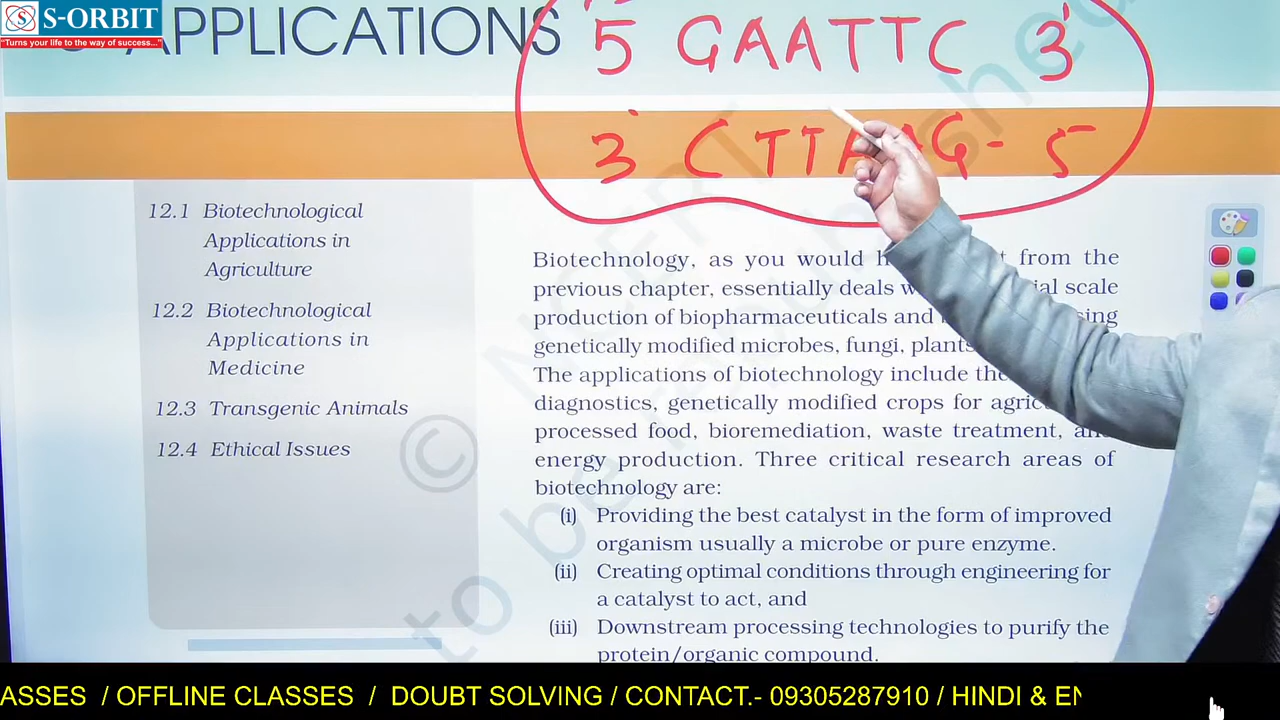 S-ORBIT
"Turns your life to the way of success..."
APPLICATIONS
5 GAATTC 3'
3' CTTAAG- 5
12.1 Biotechnological
Applications in
Agriculture
12.2 Biotechnological
Applications in
Medicine
12.3 Transgenic Animals
12.4 Ethical Issues
Biotechnology, as you would from the
previous chapter, essentially deals scale
production of biopharmaceuticals and
genetically modified microbes, fungi, plants
The applications of biotechnology include
diagnostics, genetically modified crops for
processed food, bioremediation, waste treatment,
energy production. Three critical research areas of
biotechnology are:
(i) Providing the best catalyst in the form of improved
organism usually a microbe or pure enzyme.
(ii) Creating optimal conditions through engineering for
a catalyst to act, and
(iii) Downstream processing technologies to purify the
protein/organic compound.
© NCERT
to be
shed
ASSES / OFFLINE CLASSES / DOUBT SOLVING / CONTACT.- 09305287910 / HINDI & EN